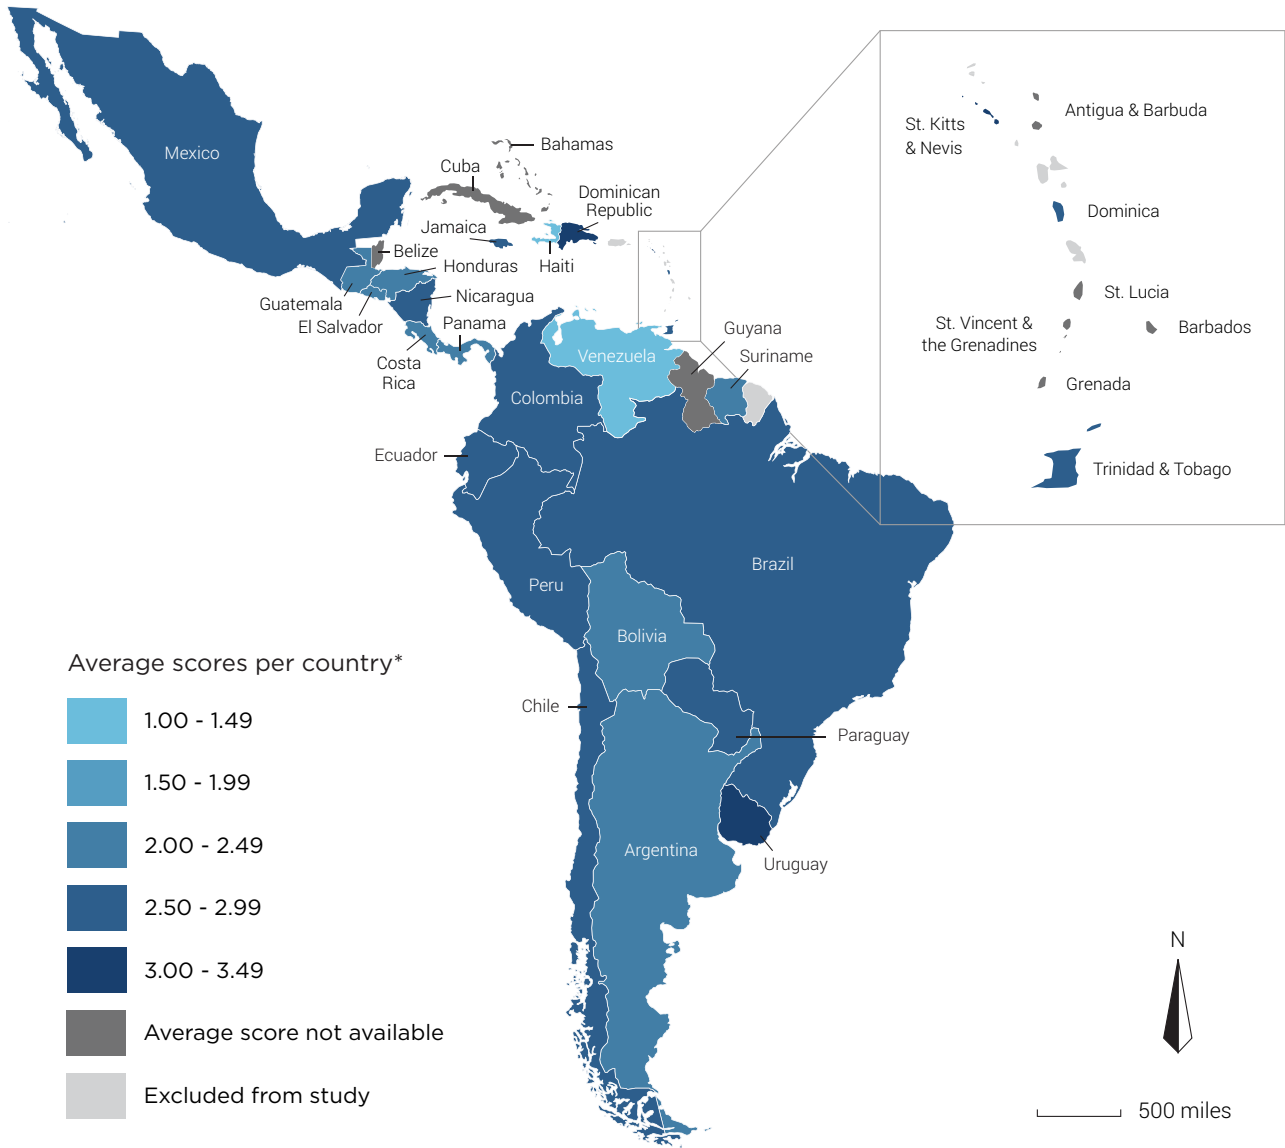 Mexico
Bahamas
Cuba
Dominican
Republic
Jamaica
Belize
Haiti
Honduras
Guatemala
Nicaragua
El Salvador
Panama
Costa
Rica
Venezuela
Guyana
Suriname
Colombia
Ecuador
Brazil
Peru
Bolivia
Chile
Paraguay
Argentina
Uruguay
St. Kitts
& Nevis
Antigua & Barbuda
Dominica
St. Lucia
St. Vincent &
the Grenadines
Barbados
Grenada
Trinidad & Tobago
Average scores per country*
1.00 - 1.49
1.50 - 1.99
2.00 - 2.49
2.50 - 2.99
3.00 - 3.49
Average score not available
Excluded from study
N
500 miles